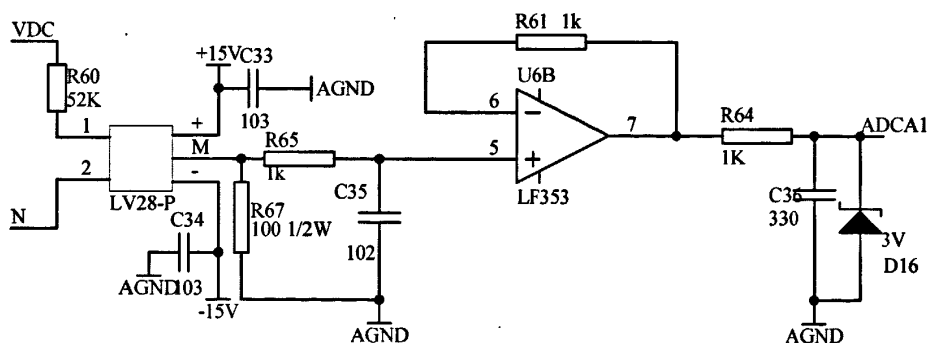 VDC
R60
52K
1
2
N
LV28-P
+
M
-
+15V
C33
103
AGND
R65
1k
R67
100 1/2W
C34
103
AGND
-15V
C35
102
AGND
R61 1k
U6B
6
5
-
+
7
LF353
R64
1K
ADCA1
C36
330
3V
D16
AGND